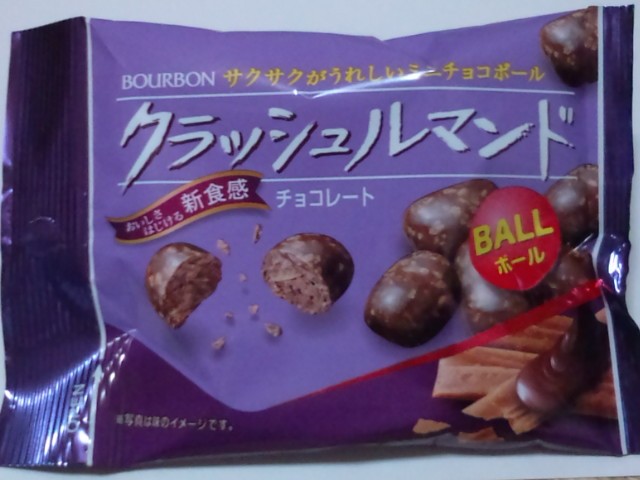 BOURBON サクサクがうれしいミニチョコボール
クラッシュルマンド
おいしさ
はじける 新食感
チョコレート
BALL
ボール
OPEN
※写真は味のイメージです。